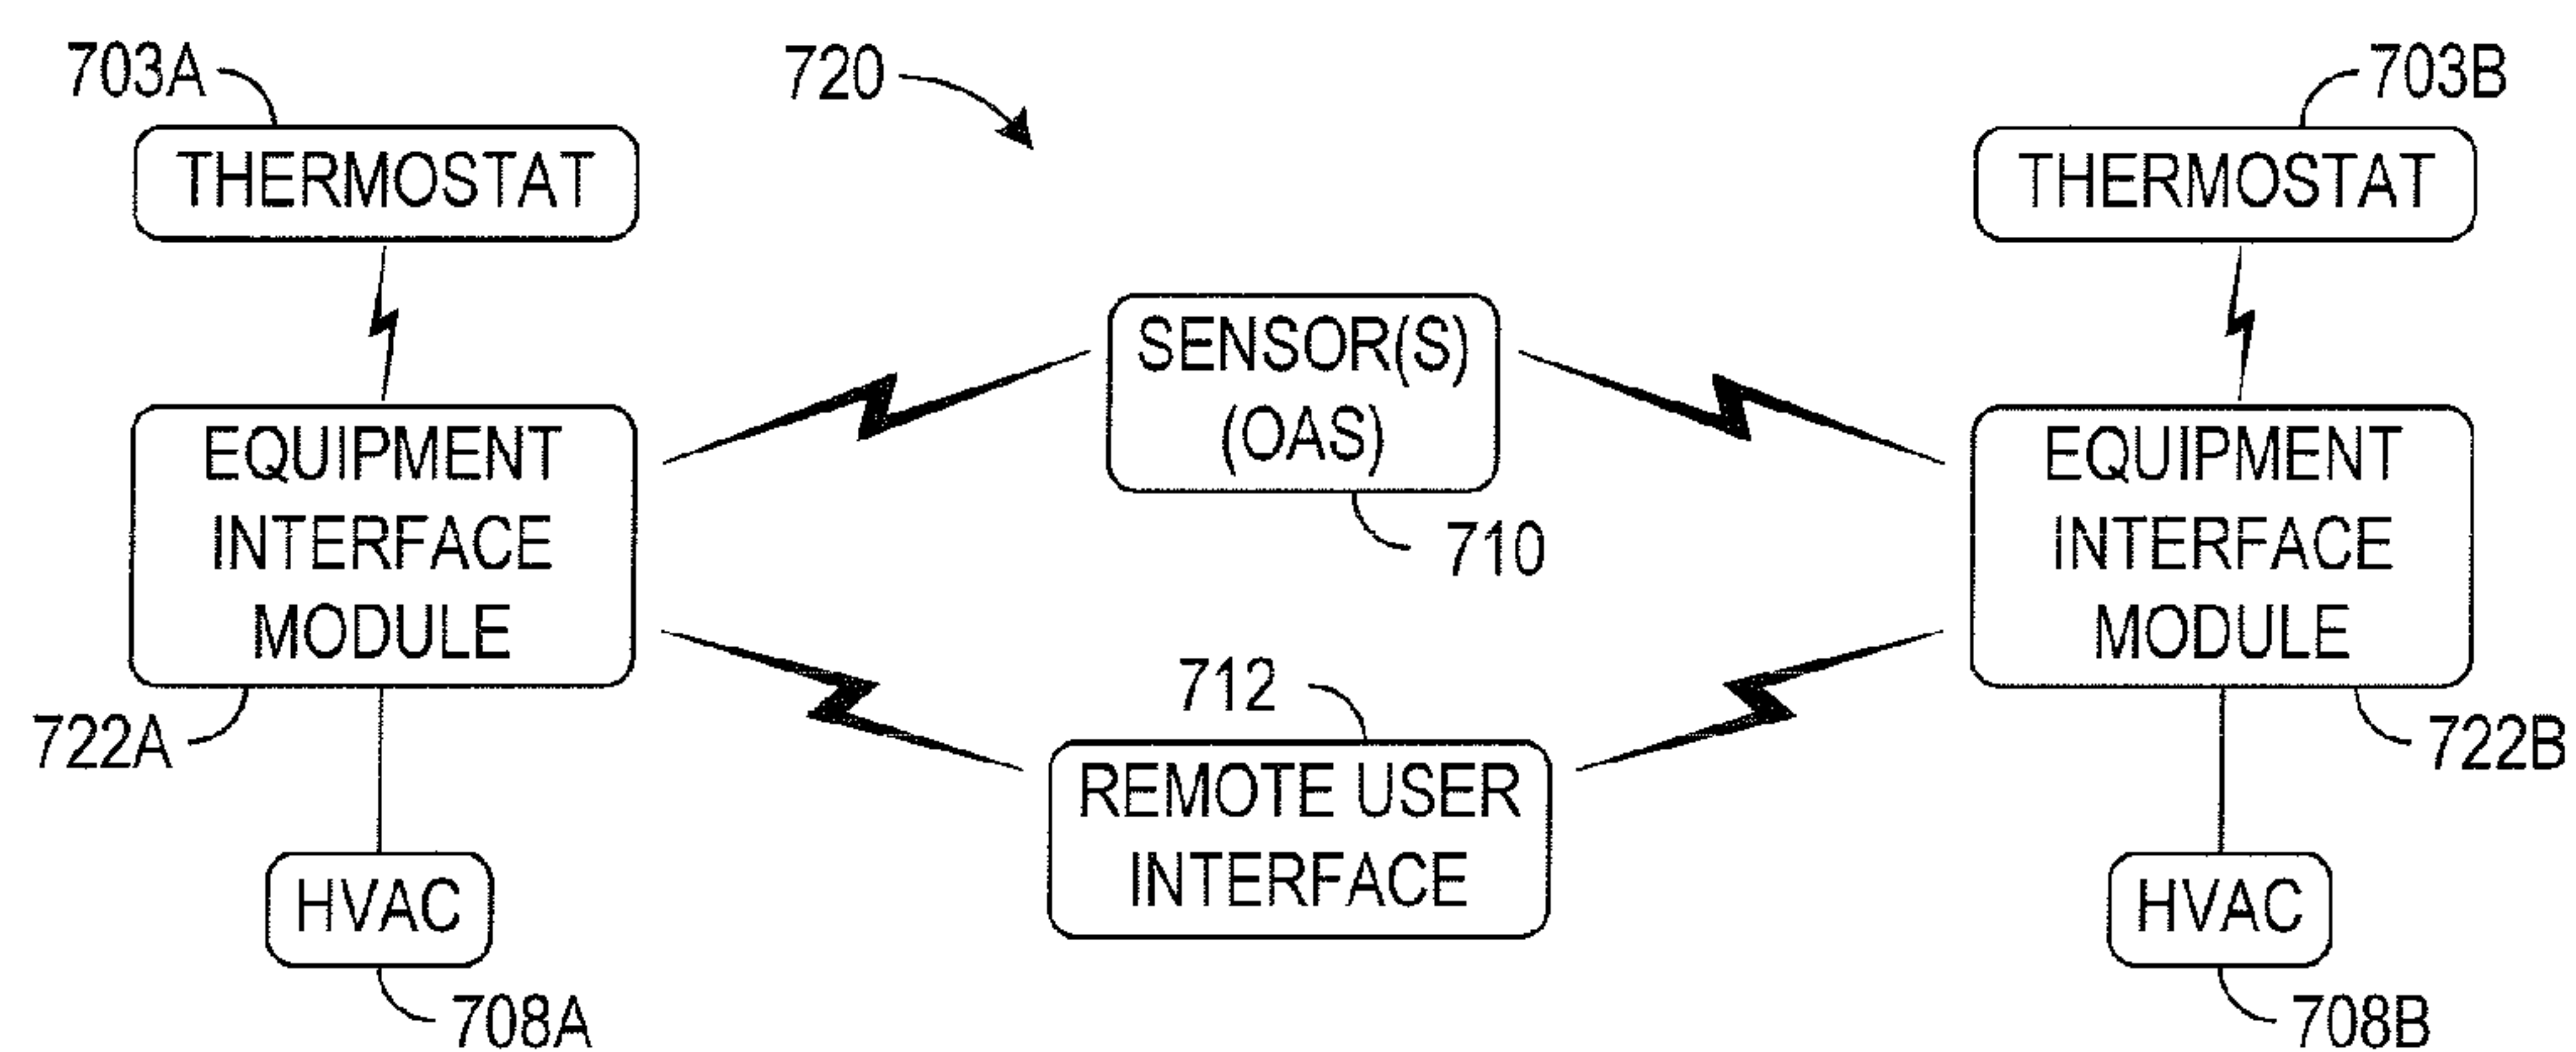 703A
720
703B
THERMOSTAT
THERMOSTAT
SENSOR(S)
(OAS)
710
EQUIPMENT
INTERFACE
MODULE
722A
EQUIPMENT
INTERFACE
MODULE
722B
712
REMOTE USER
INTERFACE
HVAC
708A
HVAC
708B